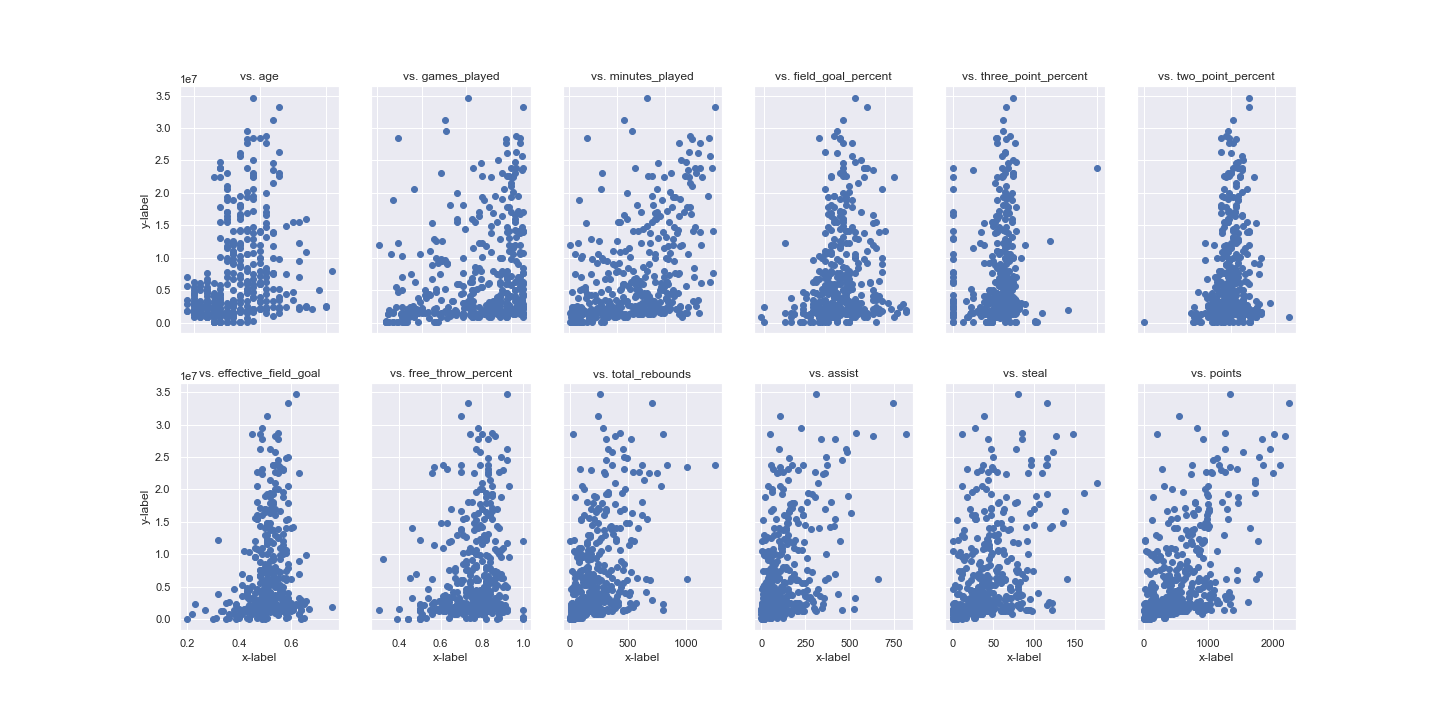 vs. age vs. games_played vs. minutes_played vs. field_goal_percent vs. three_point_percent vs. two_point_percent
1e7
3.5
3.0
2.5
2.0
1.5
1.0
0.5
0.0
y-label
vs. effective_field_goal vs. free_throw_percent vs. total_rebounds vs. assist vs. steal vs. points
1e7
3.5
3.0
2.5
2.0
1.5
1.0
0.5
0.0
y-label
0.2 0.4 0.6 0.4 0.6 0.8 1.0 0 500 1000 0 250 500 750 0 50 100 150 0 1000 2000
x-label x-label x-label x-label x-label x-label